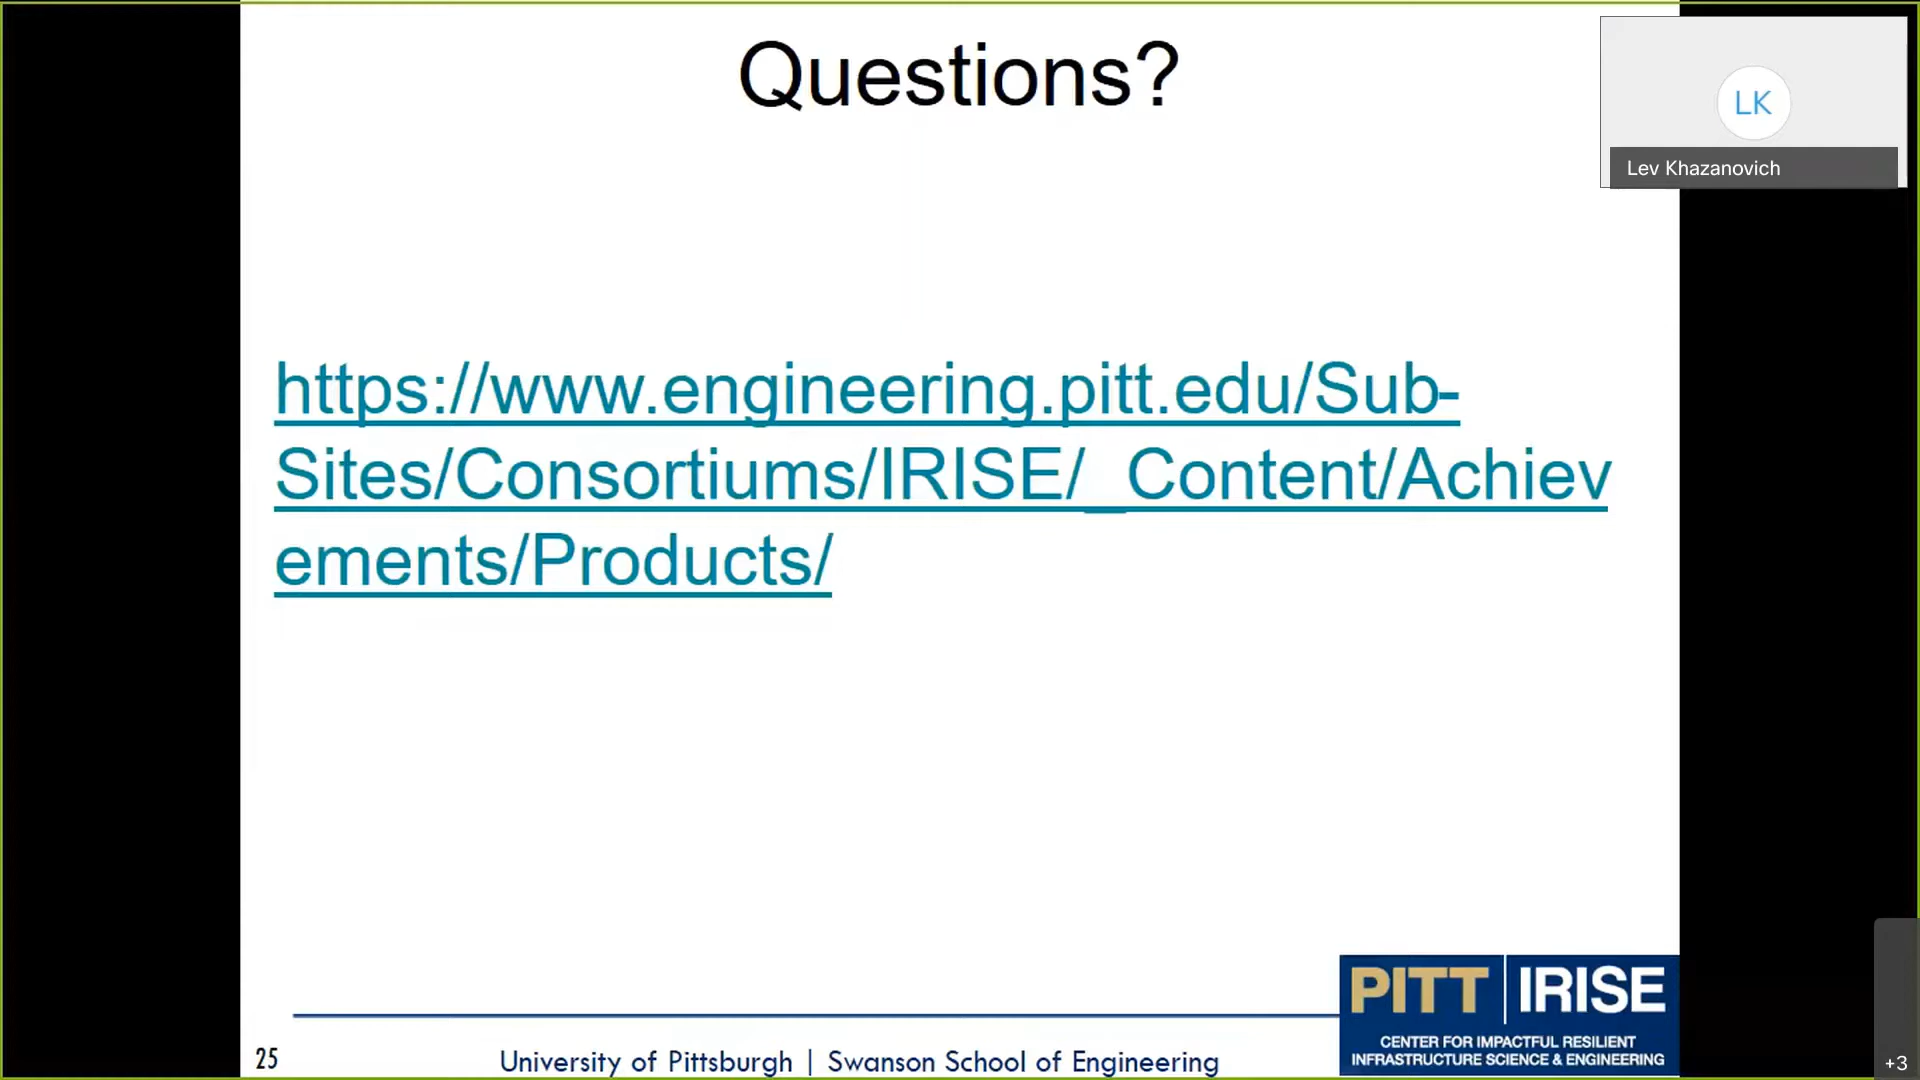 Questions?
LK
Lev Khazanovich
https://www.engineering.pitt.edu/Sub-
Sites/Consortiums/IRISE/_Content/Achiev
ements/Products/
PITT | IRISE
CENTER FOR IMPACTFUL RESILIENT
INFRASTRUCTURE SCIENCE & ENGINEERING
25
University of Pittsburgh | Swanson School of Engineering
+3